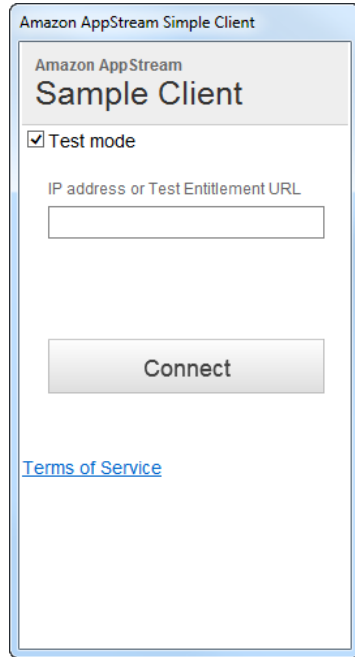 Amazon AppStream Simple Client
Amazon AppStream
Sample Client
Test mode
IP address or Test Entitlement URL
Connect
Terms of Service